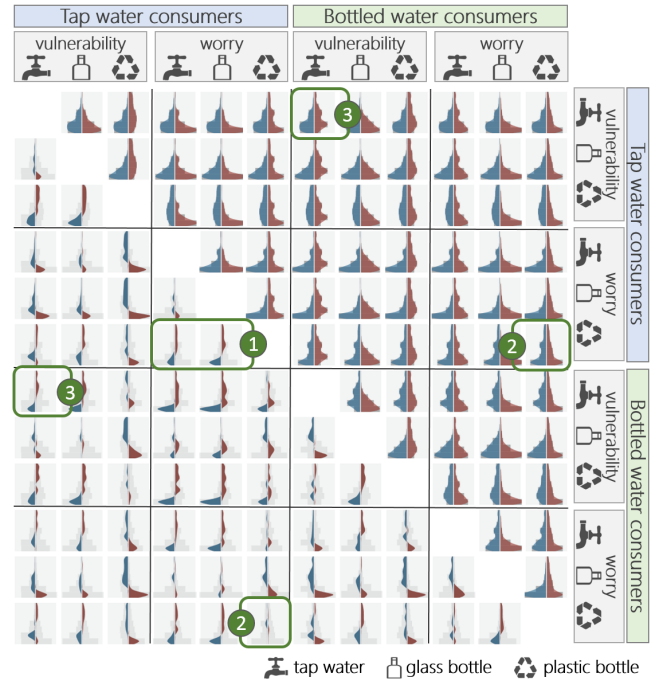 Tap water consumers Bottled water consumers
vulnerability worry vulnerability worry
3
vulnerability
Tap water consumers
worry
1
2
3
vulnerability
Bottled water consumers
worry
2
tap water glass bottle plastic bottle